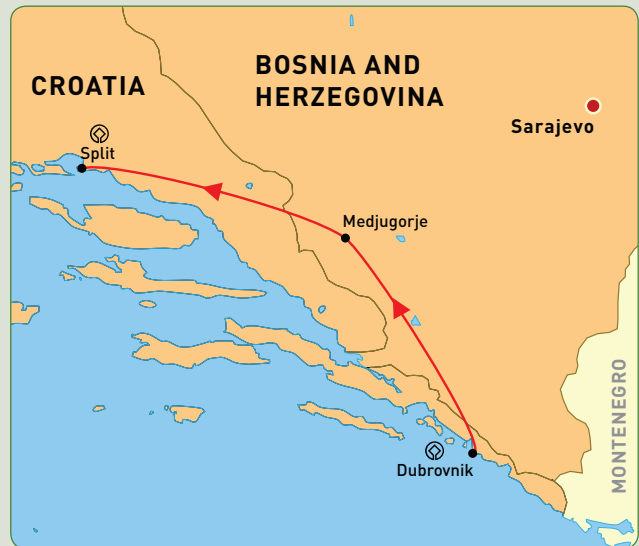 CROATIA
BOSNIA AND
HERZEGOVINA
Sarajevo
Split
Medjugorje
Dubrovnik
MONTENEGRO